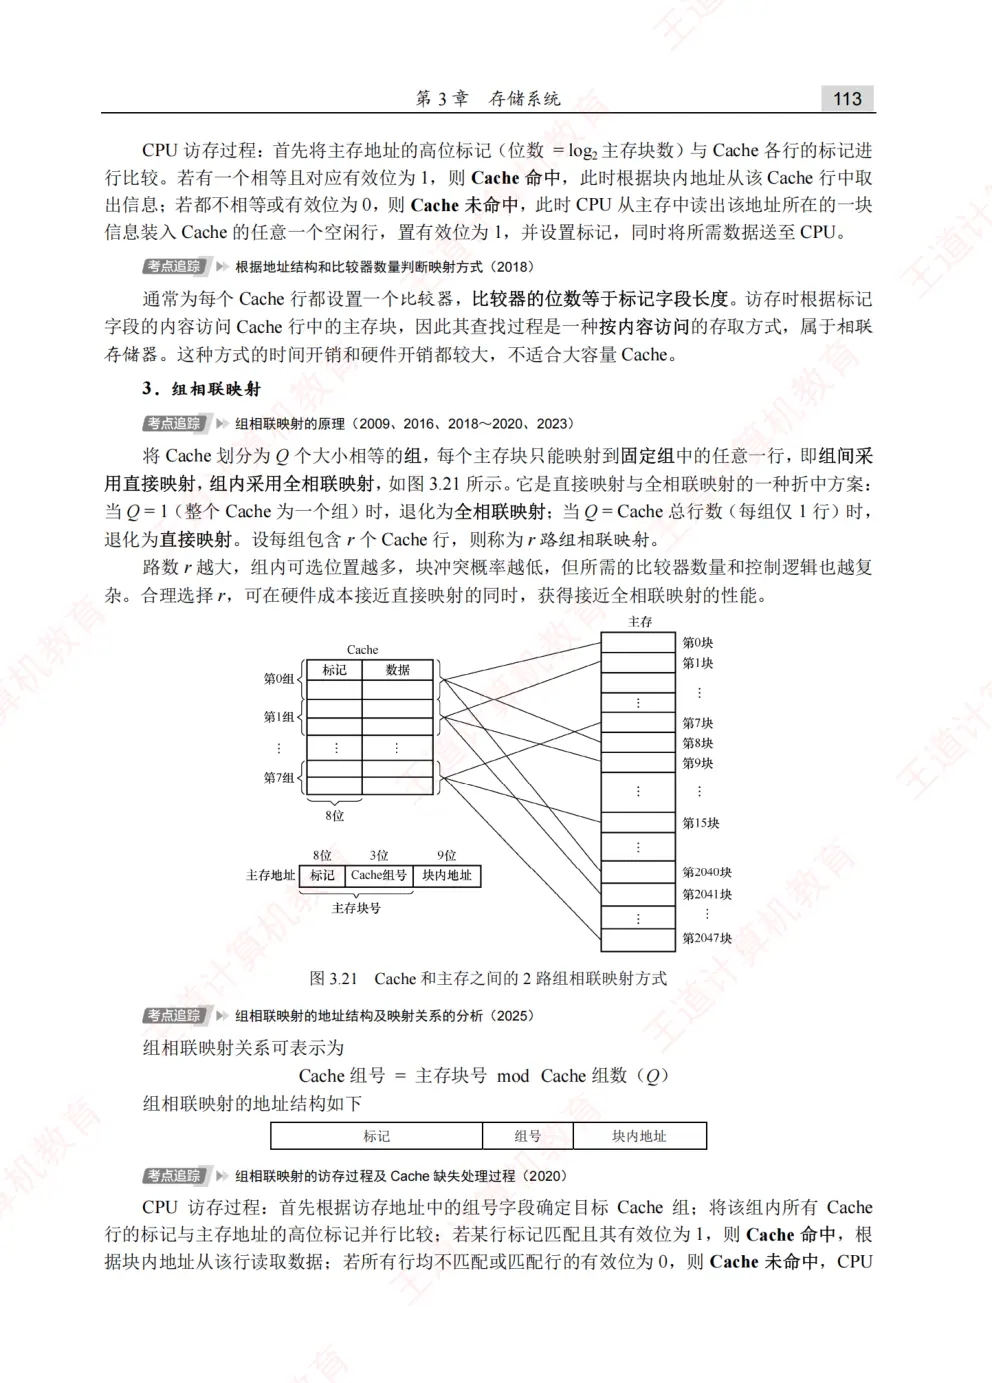 第 3 章 存储系统 113
CPU 访存过程：首先将主存地址的高位标记（位数 = log₂ 主存块数）与 Cache 各行的标记进
行比较。若有一个相等且对应有效位为 1，则 Cache 命中，此时根据块内地址从该 Cache 行中取
出信息；若都不相等或有效位为 0，则 Cache 未命中，此时 CPU 从主存中读出该地址所在的一块
信息装入 Cache 的任意一个空闲行，置有效位为 1，并设置标记，同时将所需数据送至 CPU。
考点追踪 根据地址结构和比较器数量判断映射方式（2018）
通常为每个 Cache 行都设置一个比较器，比较器的位数等于标记字段长度。访存时根据标记
字段的内容访问 Cache 行中的主存块，因此其查找过程是一种按内容访问的存取方式，属于相联
存储器。这种方式的时间开销和硬件开销都较大，不适合大容量 Cache。
3．组相联映射
考点追踪 组相联映射的原理（2009、2016、2018～2020、2023）
将 Cache 划分为 Q 个大小相等的组，每个主存块只能映射到固定组中的任意一行，即组间采
用直接映射，组内采用全相联映射，如图 3.21 所示。它是直接映射与全相联映射的一种折中方案：
当 Q = 1（整个 Cache 为一个组）时，退化为全相联映射；当 Q = Cache 总行数（每组仅 1 行）时，
退化为直接映射。设每组包含 r 个 Cache 行，则称为 r 路组相联映射。
路数 r 越大，组内可选位置越多，块冲突概率越低，但所需的比较器数量和控制逻辑也越复
杂。合理选择 r，可在硬件成本接近直接映射的同时，获得接近全相联映射的性能。
主存
第0块
Cache
标记 数据
第1块
第0组
⋮
第1组
第7块
第8块
⋮
第9块
第7组
⋮
8位
第15块
8位 3位 9位
主存地址 标记 Cache组号 块内地址
第2040块
第2041块
主存块号
⋮
第2047块
图 3.21 Cache 和主存之间的 2 路组相联映射方式
考点追踪 组相联映射的地址结构及映射关系的分析（2025）
组相联映射关系可表示为
Cache 组号 = 主存块号 mod Cache 组数（Q）
组相联映射的地址结构如下
标记 组号 块内地址
考点追踪 组相联映射的访存过程及 Cache 缺失处理过程（2020）
CPU 访存过程：首先根据访存地址中的组号字段确定目标 Cache 组；将该组内所有 Cache
行的标记与主存地址的高位标记并行比较；若某行标记匹配且其有效位为 1，则 Cache 命中，根
据块内地址从该行读取数据；若所有行均不匹配或匹配行的有效位为 0，则 Cache 未命中，CPU
王道计算机教育